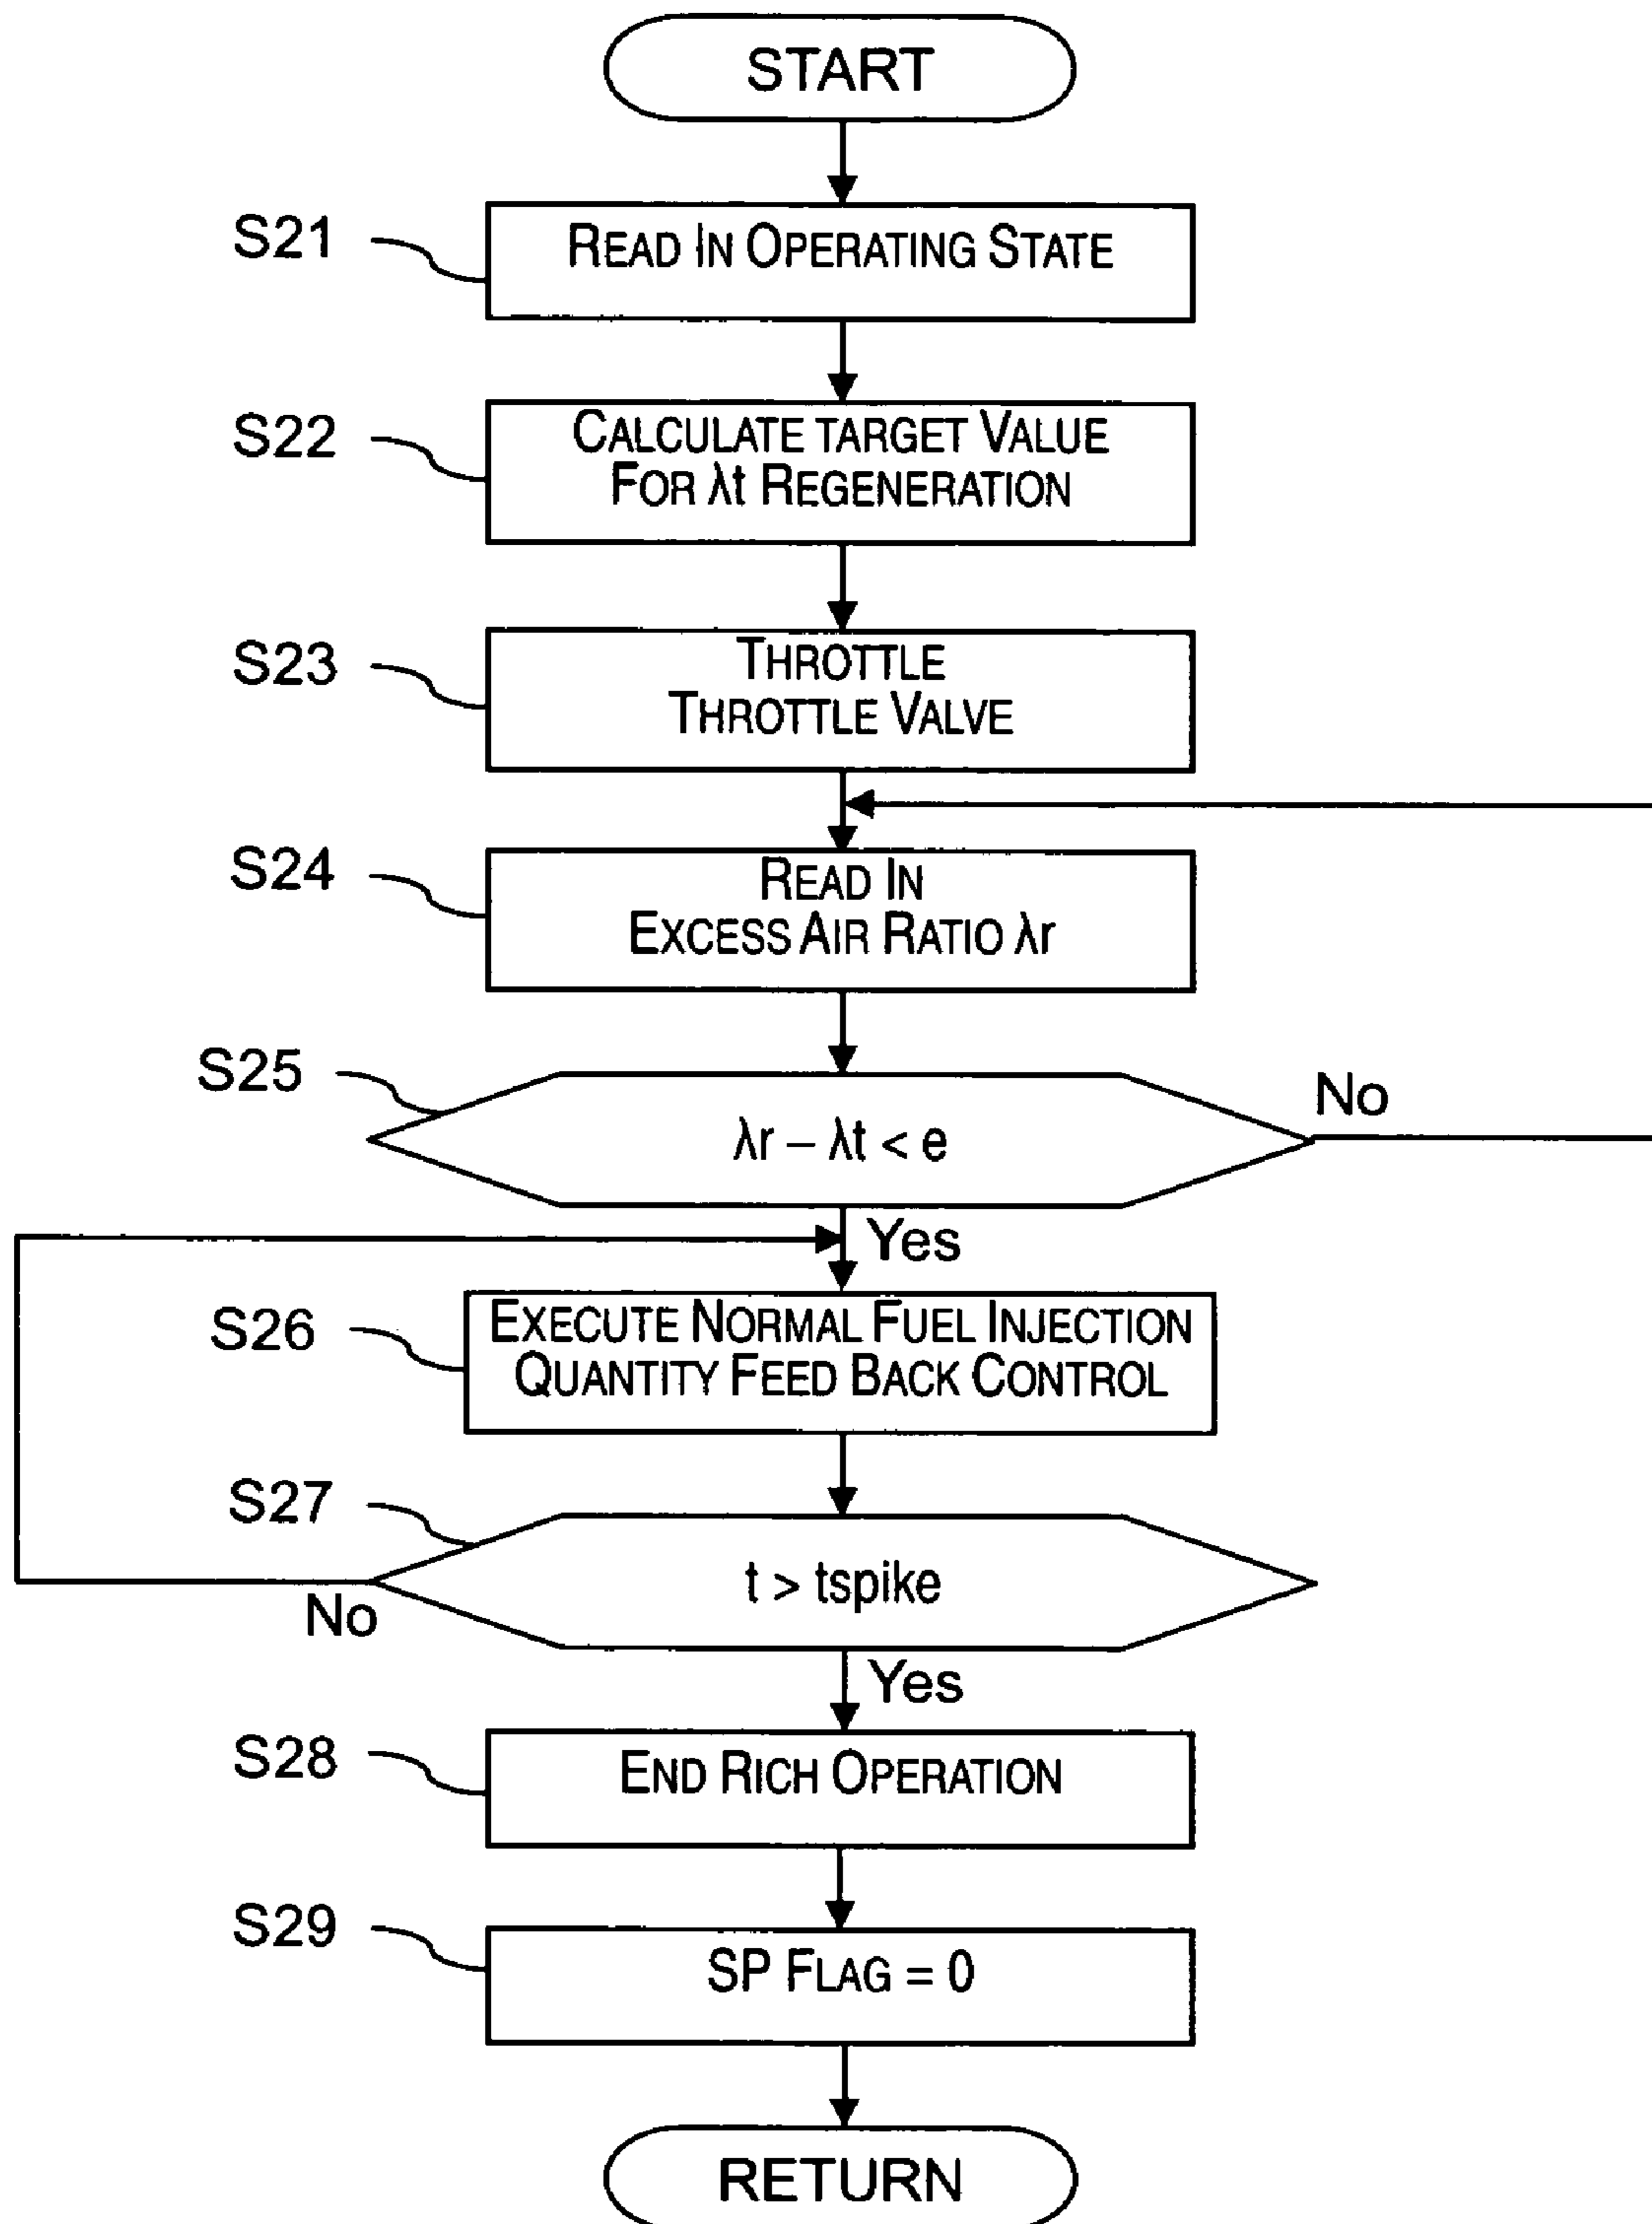 START
S21
READ IN OPERATING STATE
S22
CALCULATE TARGET VALUE
FOR λt REGENERATION
S23
THROTTLE
THROTTLE VALVE
S24
READ IN
EXCESS AIR RATIO λr
S25
λr – λt < e
No
Yes
S26
EXECUTE NORMAL FUEL INJECTION
QUANTITY FEED BACK CONTROL
S27
t > tspike
No
Yes
S28
END RICH OPERATION
S29
SP FLAG = 0
RETURN